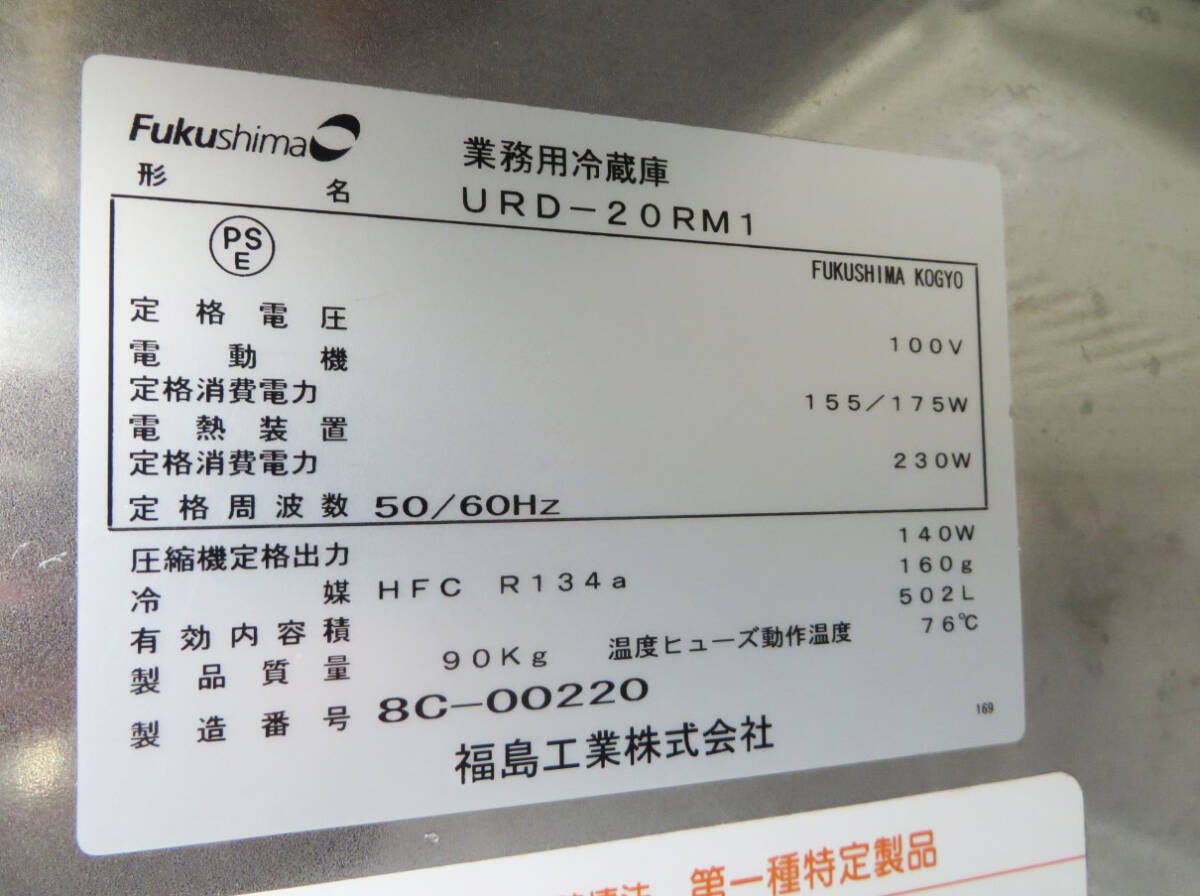 Fukushima
業務用冷蔵庫
形名 URD-20RM1
PSE
FUKUSHIMA KOGYO
定格電圧 100V
電動機
定格消費電力 155/175W
電熱装置
定格消費電力 230W
定格周波数 50/60Hz
圧縮機定格出力 140W
冷媒 HFC R134a 160g
有効内容積 502L
製品質量 90Kg 温度ヒューズ動作温度 76℃
製造番号 8C-00220
福島工業株式会社
169
第一種特定製品